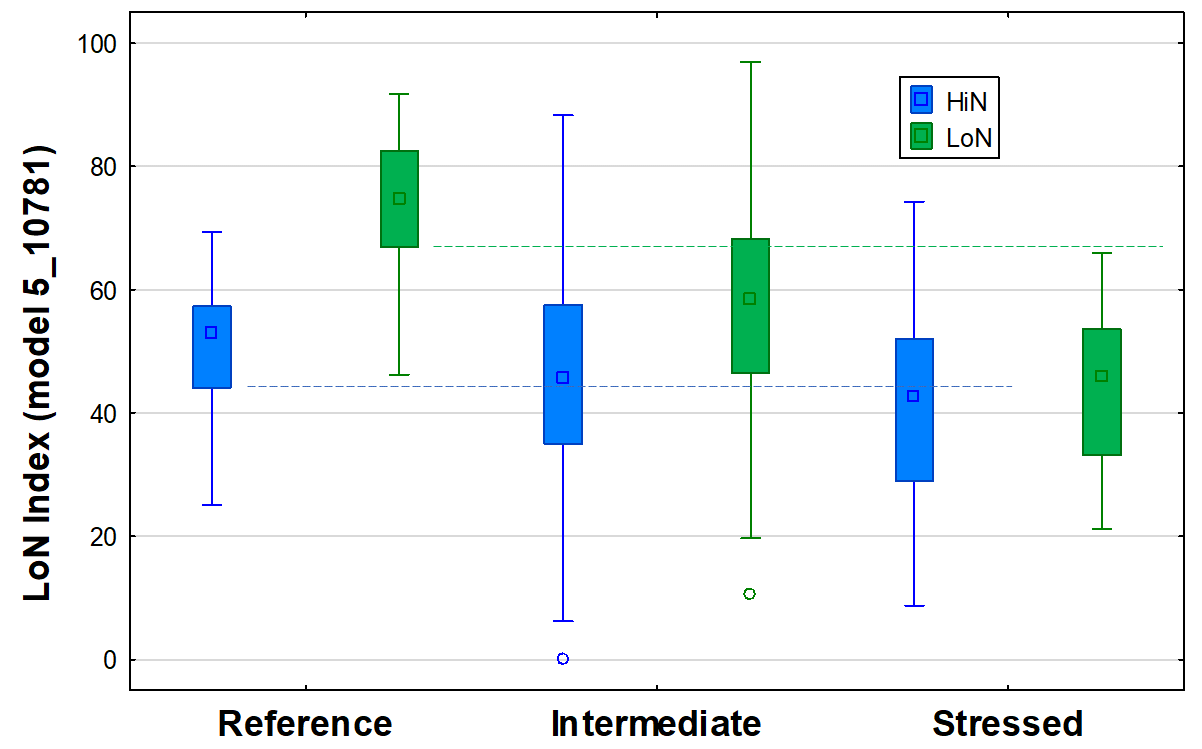 LoN Index (model 5_10781)
100
80
60
40
20
0
HiN
LoN
Reference Intermediate Stressed